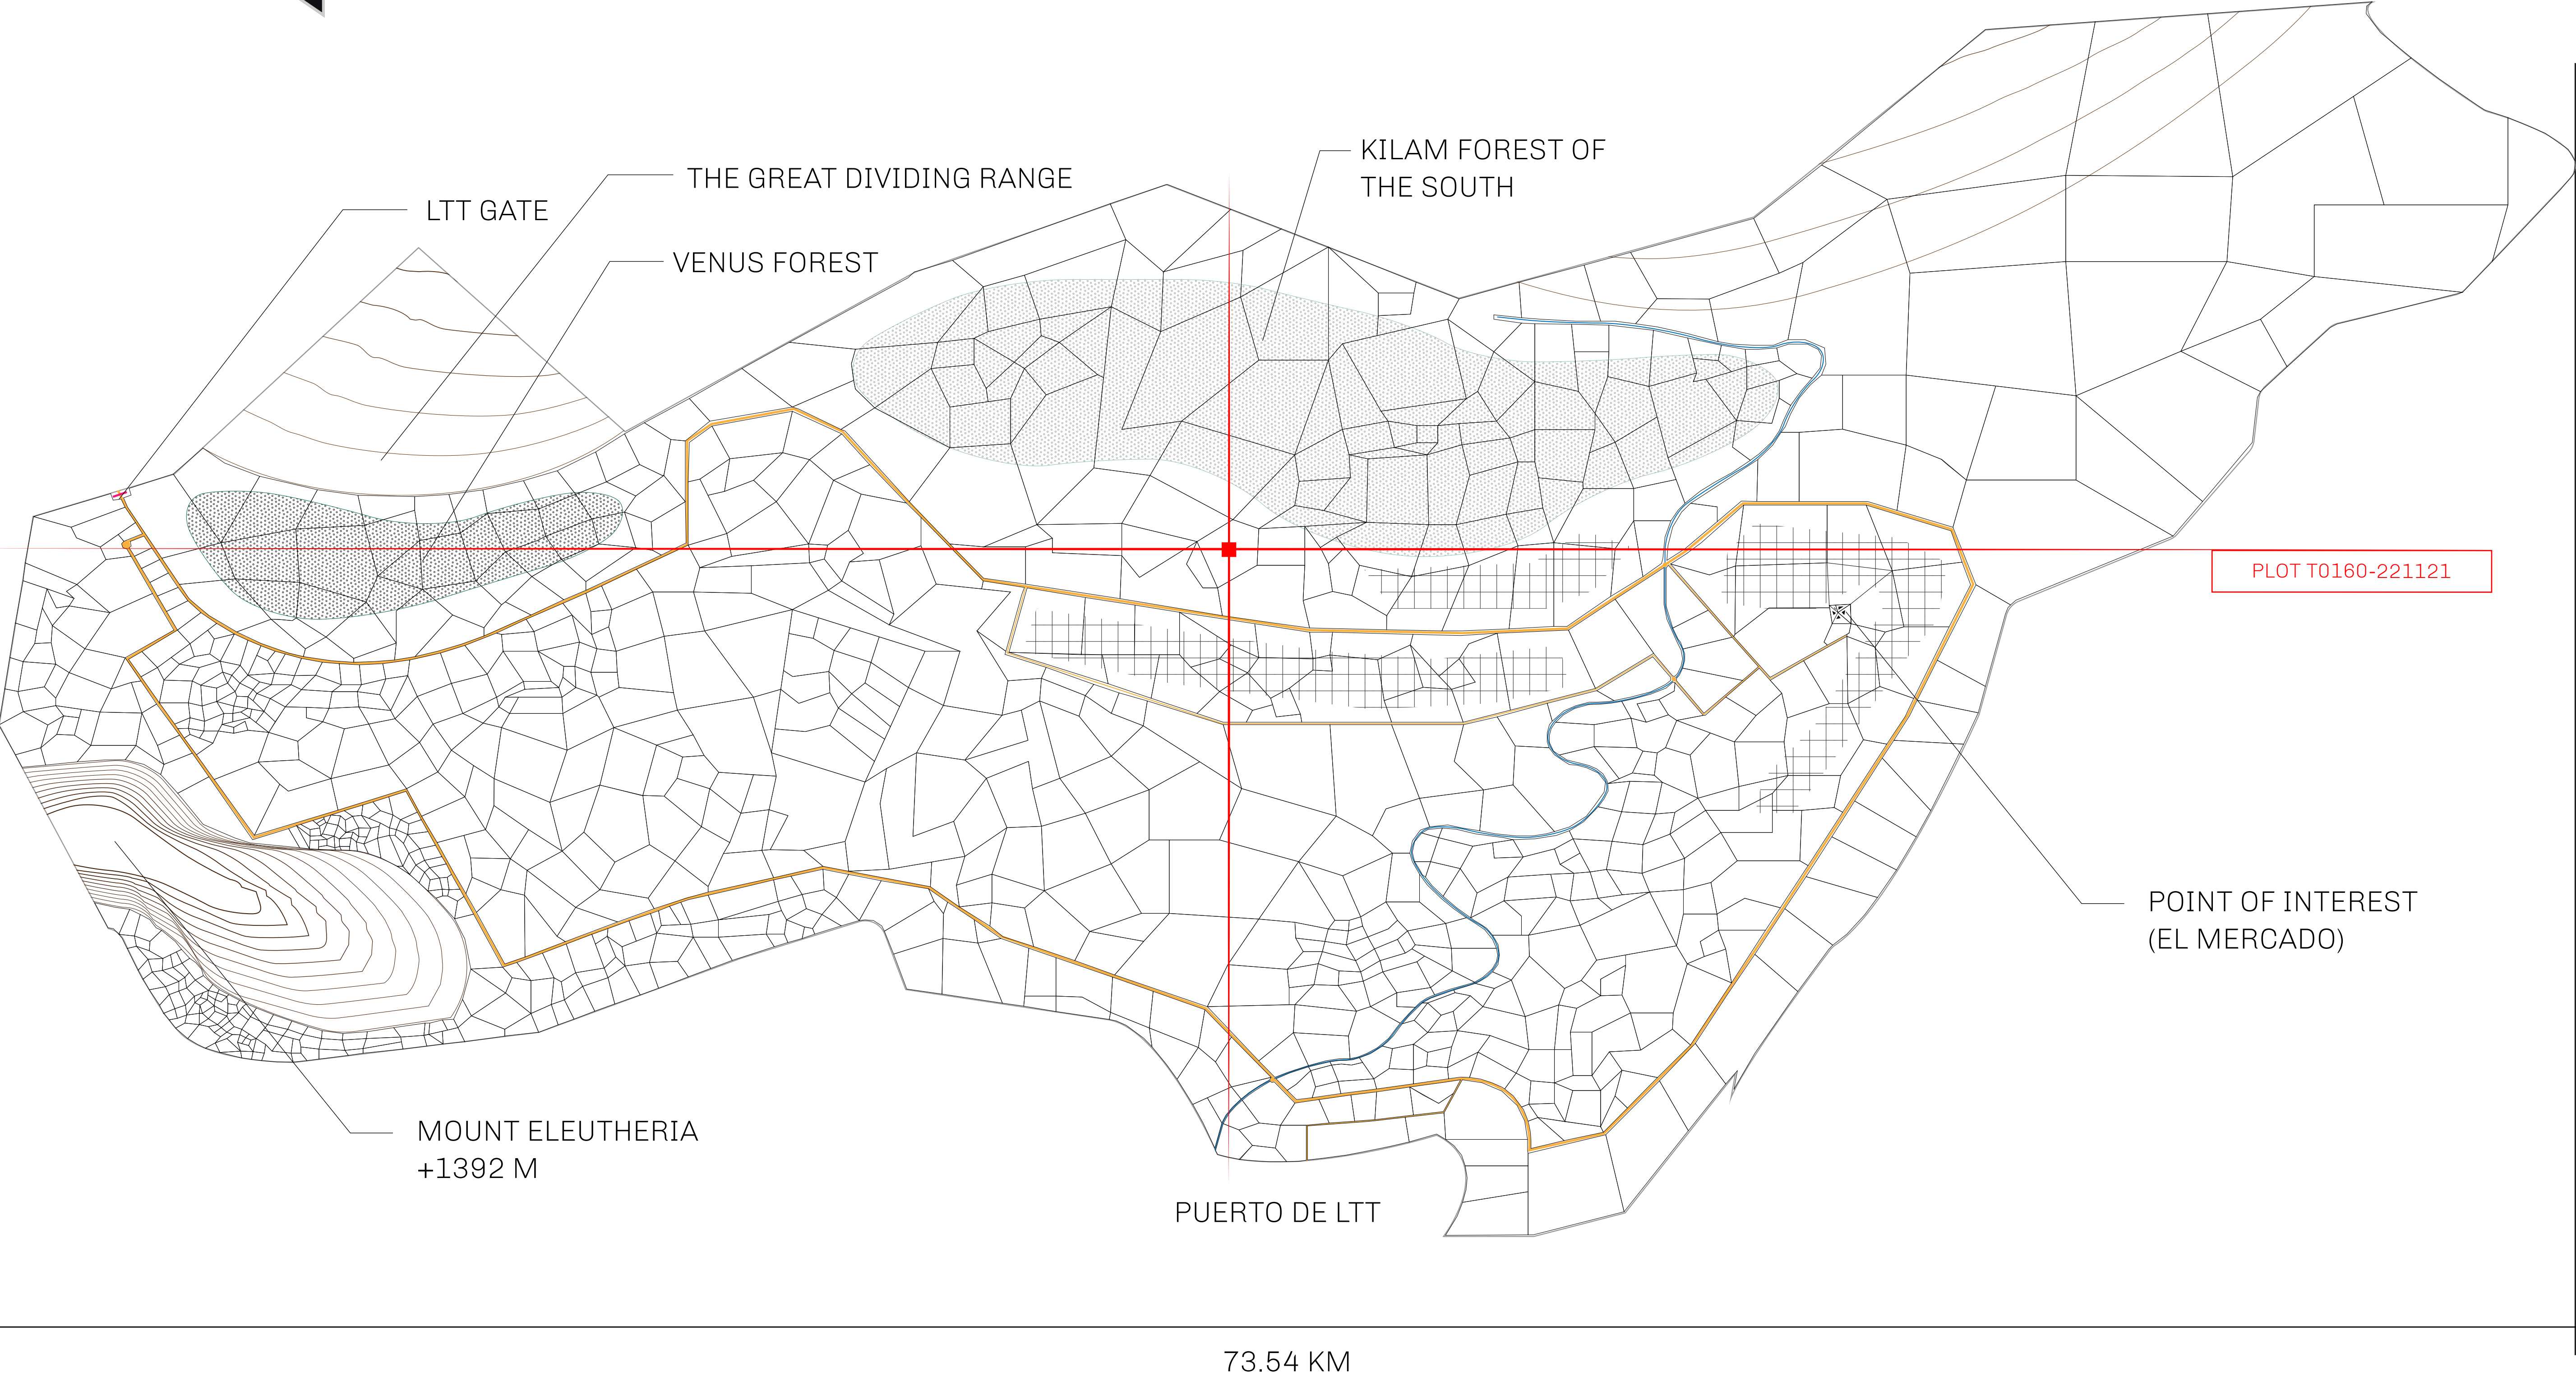 KILAM FOREST OF
THE SOUTH
THE GREAT DIVIDING RANGE
LTT GATE
VENUS FOREST
PLOT T0160-221121
POINT OF INTEREST
(EL MERCADO)
MOUNT ELEUTHERIA
+1392 M
PUERTO DE LTT
73.54 KM